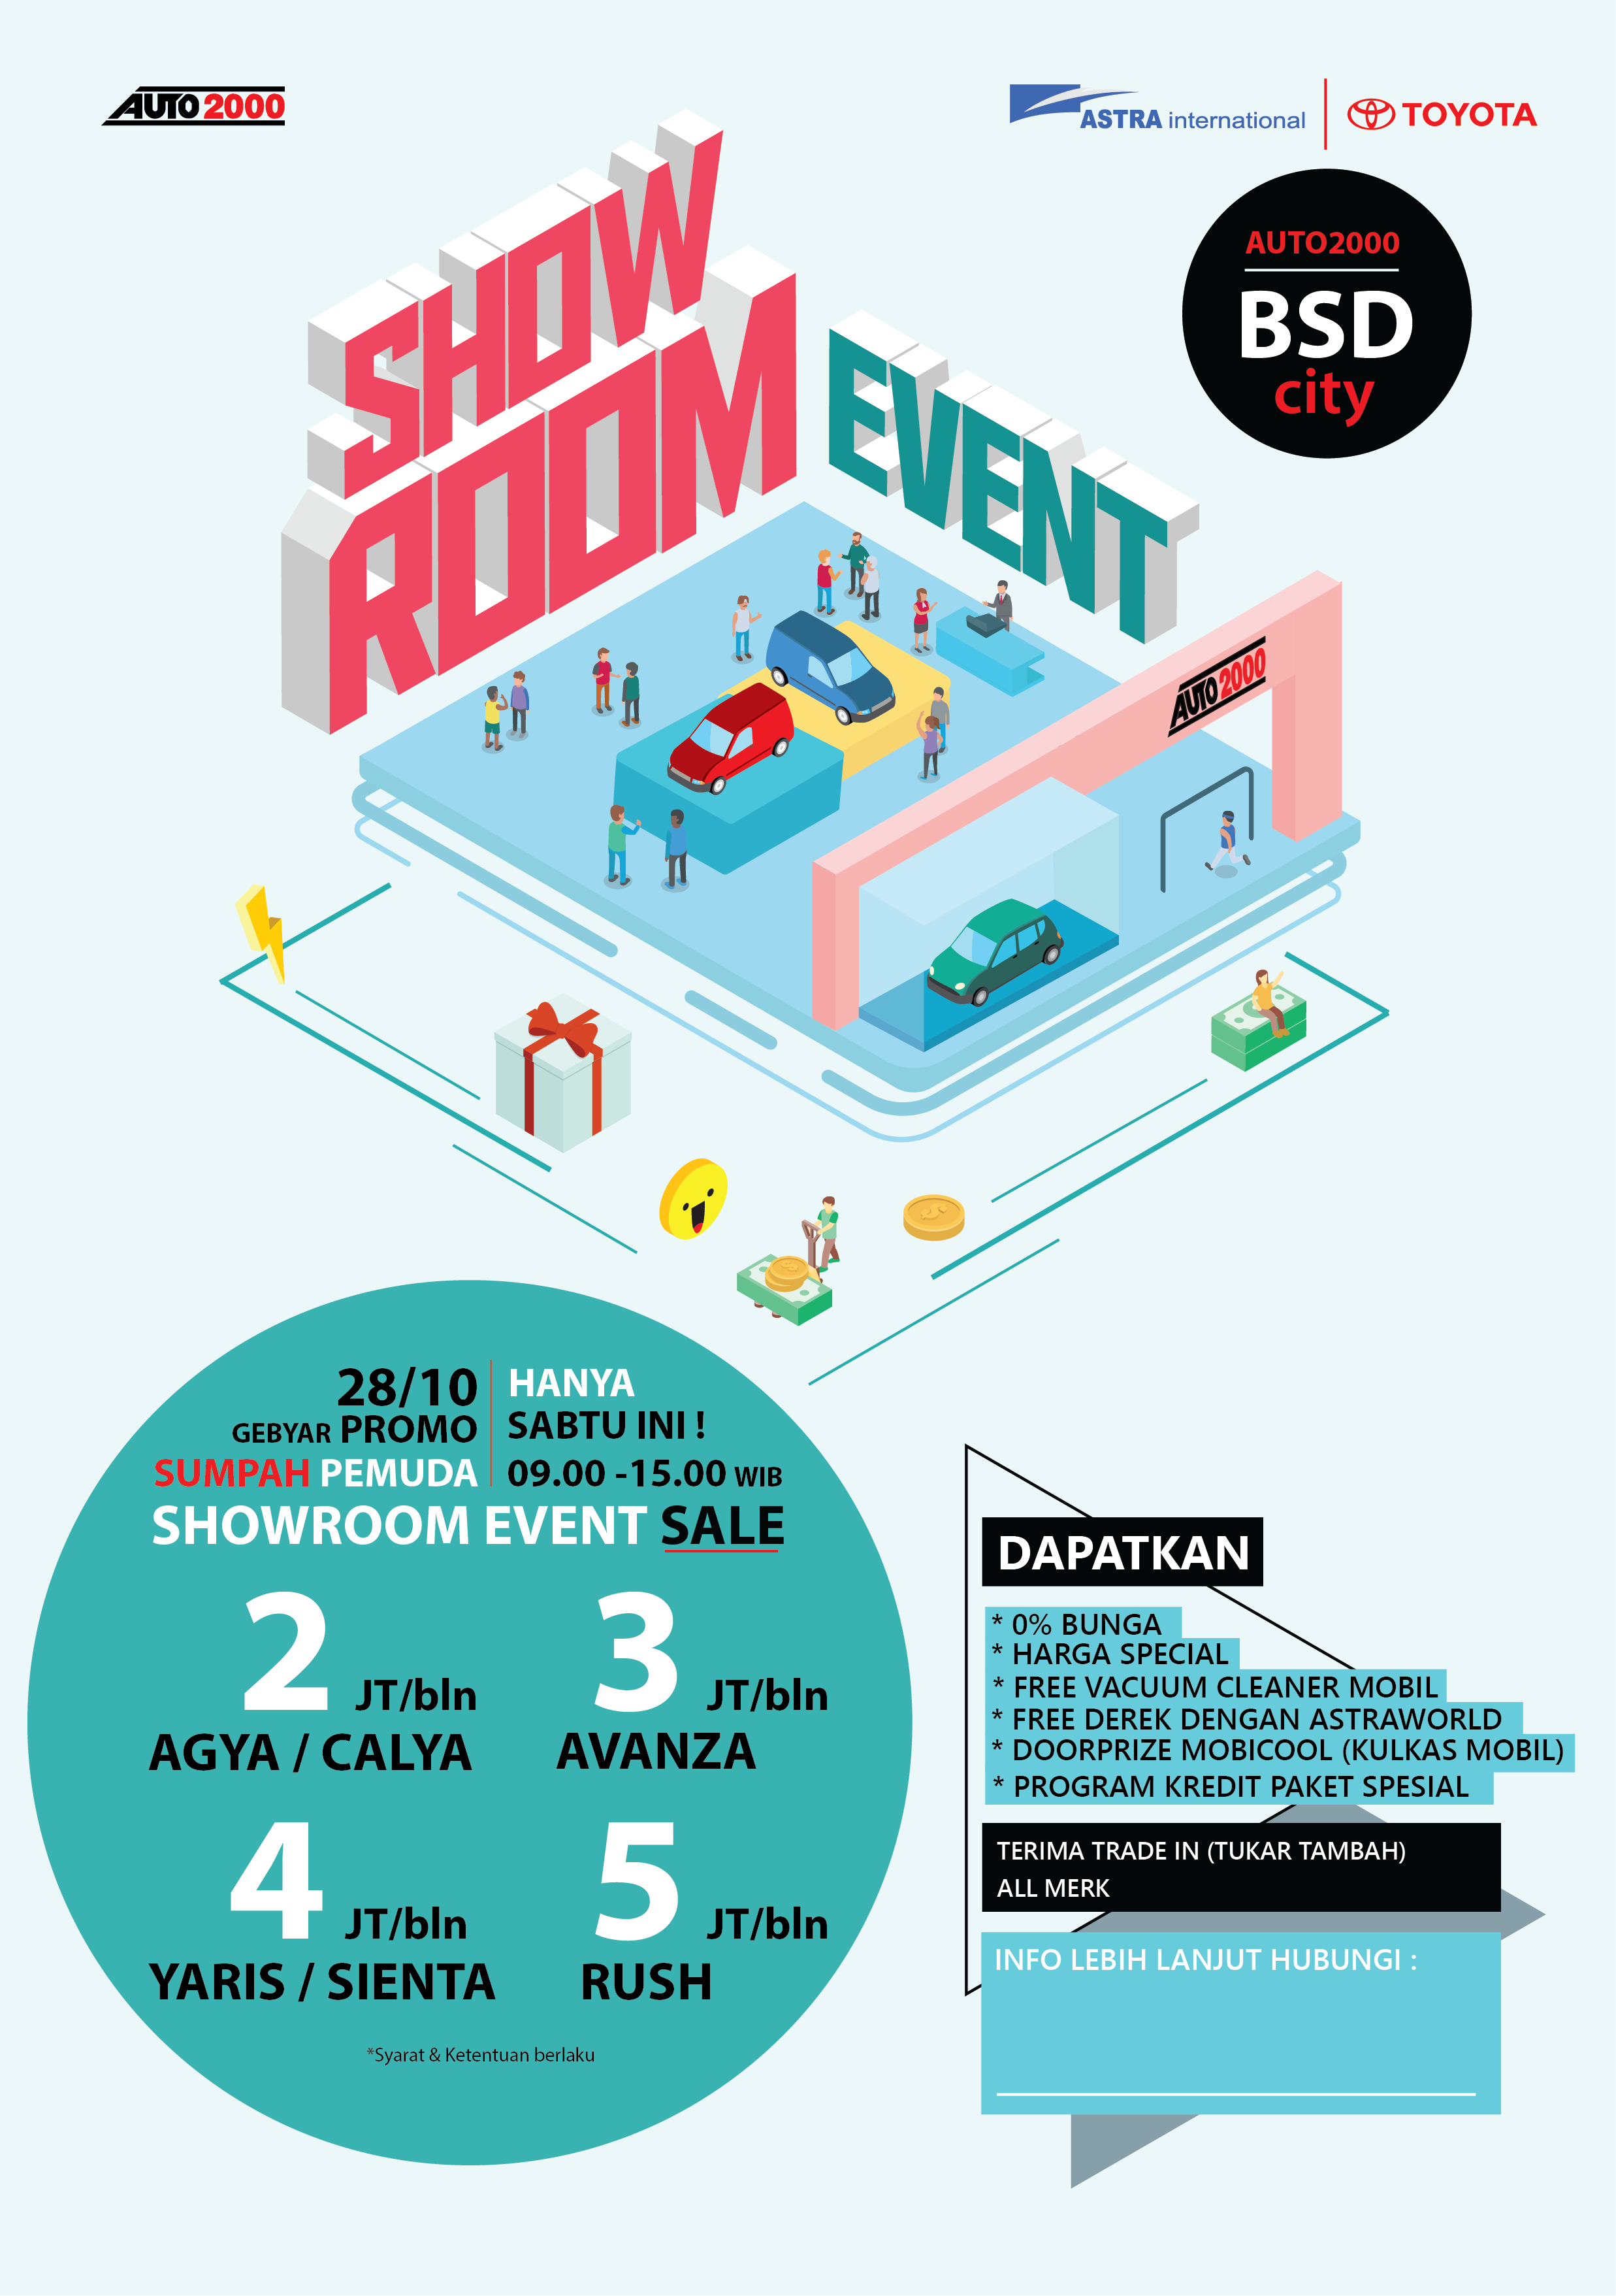 AUTO 2000
ASTRA international
TOYOTA
AUTO2000
BSD
city
SHOW
ROOM
EVENT
AUTO 2000
28/10
GEBYAR PROMO
SUMPAH PEMUDA
HANYA
SABTU INI !
09.00 -15.00 WIB
SHOWROOM EVENT SALE
2 JT/bln
AGYA / CALYA
3 JT/bln
AVANZA
4 JT/bln
YARIS / SIENTA
5 JT/bln
RUSH
*Syarat & Ketentuan berlaku
DAPATKAN
* 0% BUNGA
* HARGA SPECIAL
* FREE VACUUM CLEANER MOBIL
* FREE DEREK DENGAN ASTRAWORLD
* DOORPRIZE MOBICOOL (KULKAS MOBIL)
* PROGRAM KREDIT PAKET SPESIAL
TERIMA TRADE IN (TUKAR TAMBAH)
ALL MERK
INFO LEBIH LANJUT HUBUNGI :